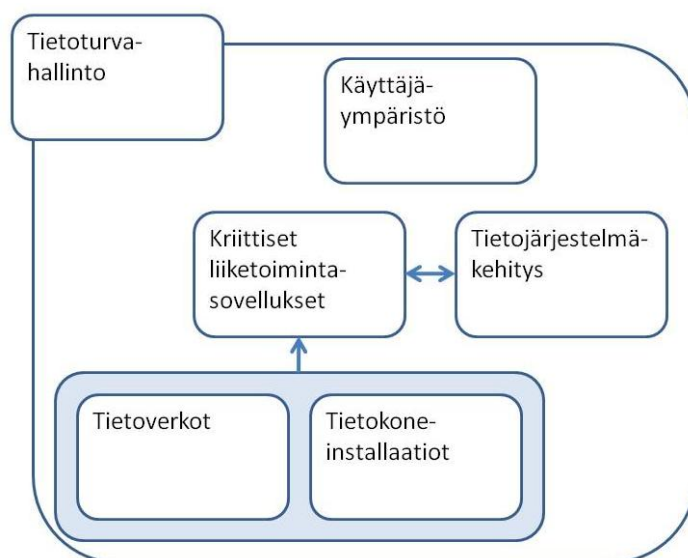 Tietoturva-
hallinto
Käyttäjä-
ympäristö
Kriittiset
liiketoiminta-
sovellukset
Tietojärjestelmä-
kehitys
Tietoverkot
Tietokone-
installaatiot